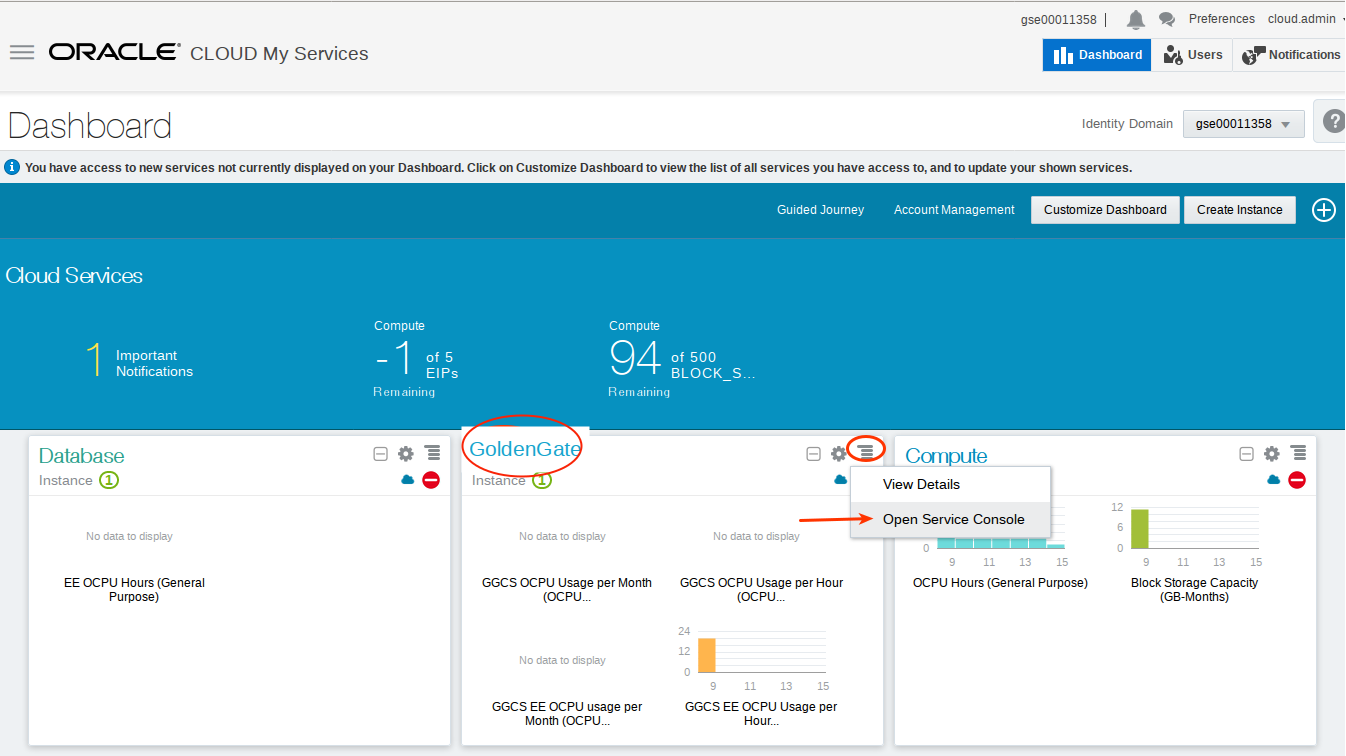 gse00011358
Preferences
cloud.admin
ORACLE CLOUD My Services
Dashboard
Users
Notifications
Dashboard
Identity Domain
gse00011358
?
i You have access to new services not currently displayed on your Dashboard. Click on Customize Dashboard to view the list of all services you have access to, and to update your shown services.
Guided Journey
Account Management
Customize Dashboard
Create Instance
Cloud Services
1 Important
Notifications
Compute
-1 of 5
EIPs
Remaining
Compute
94 of 500
BLOCK_S...
Remaining
Database
Instance 1
No data to display
EE OCPU Hours (General
Purpose)
GoldenGate
Instance 1
No data to display
GGCS OCPU Usage per Month
(OCPU...
No data to display
GGCS OCPU Usage per Hour
(OCPU...
No data to display
GGCS EE OCPU usage per
Month (OCPU...
24
12
0
9 11 13 15
GGCS EE OCPU Usage per
Hour...
View Details
Open Service Console
Compute
0
9 11 13 15
OCPU Hours (General Purpose)
12
6
0
9 11 13 15
Block Storage Capacity
(GB-Months)